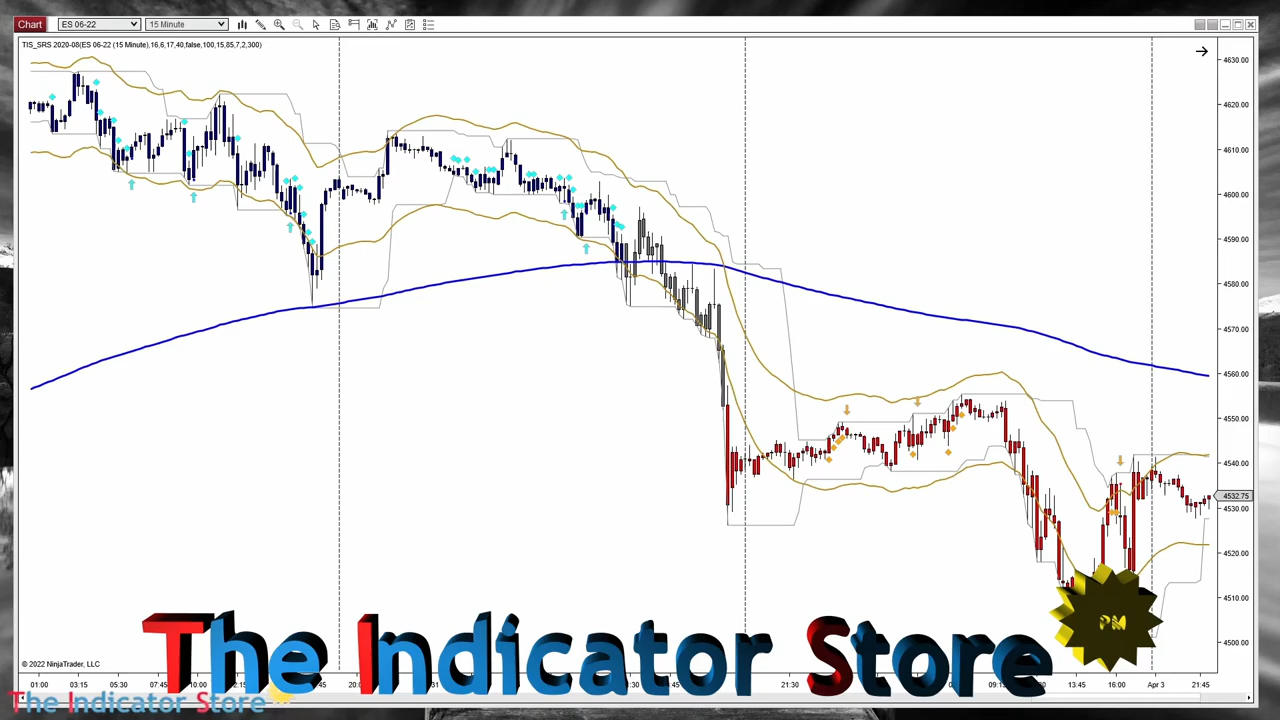 Chart
ES 06-22
15 Minute
TIS_SRS 2020-08(ES 06-22 (15 Minute),16,6,17,40,false,100,15,85,7,2,300)
4630.00
4620.00
4610.00
4600.00
4590.00
4580.00
4570.00
4560.00
4550.00
4540.00
4532.75
4530.00
4520.00
4510.00
4500.00
PM
The Indicator Store
© 2022 NinjaTrader, LLC
01:00 03:15 05:30 07:45 10:00 21:30 13:45 16:00 Apr 3 21:45
The Indicator Store